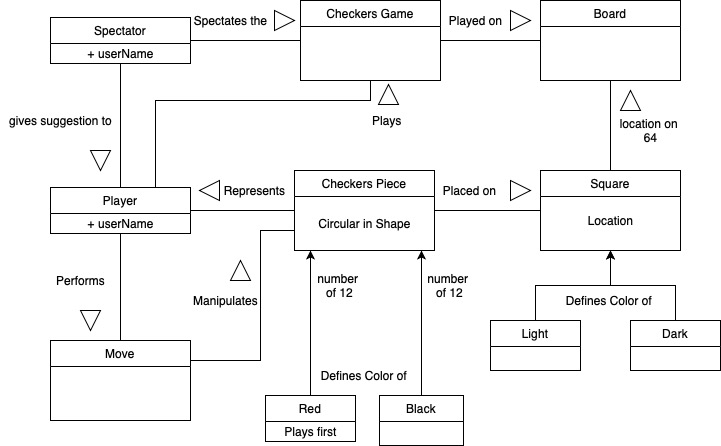 Spectator
+ userName
Spectates the
Checkers Game
Played on
Board
gives suggestion to
Plays
location on
64
Player
+ userName
Represents
Checkers Piece
Circular in Shape
Placed on
Square
Location
Performs
Manipulates
number
of 12
number
of 12
Defines Color of
Light
Dark
Move
Defines Color of
Red
Plays first
Black